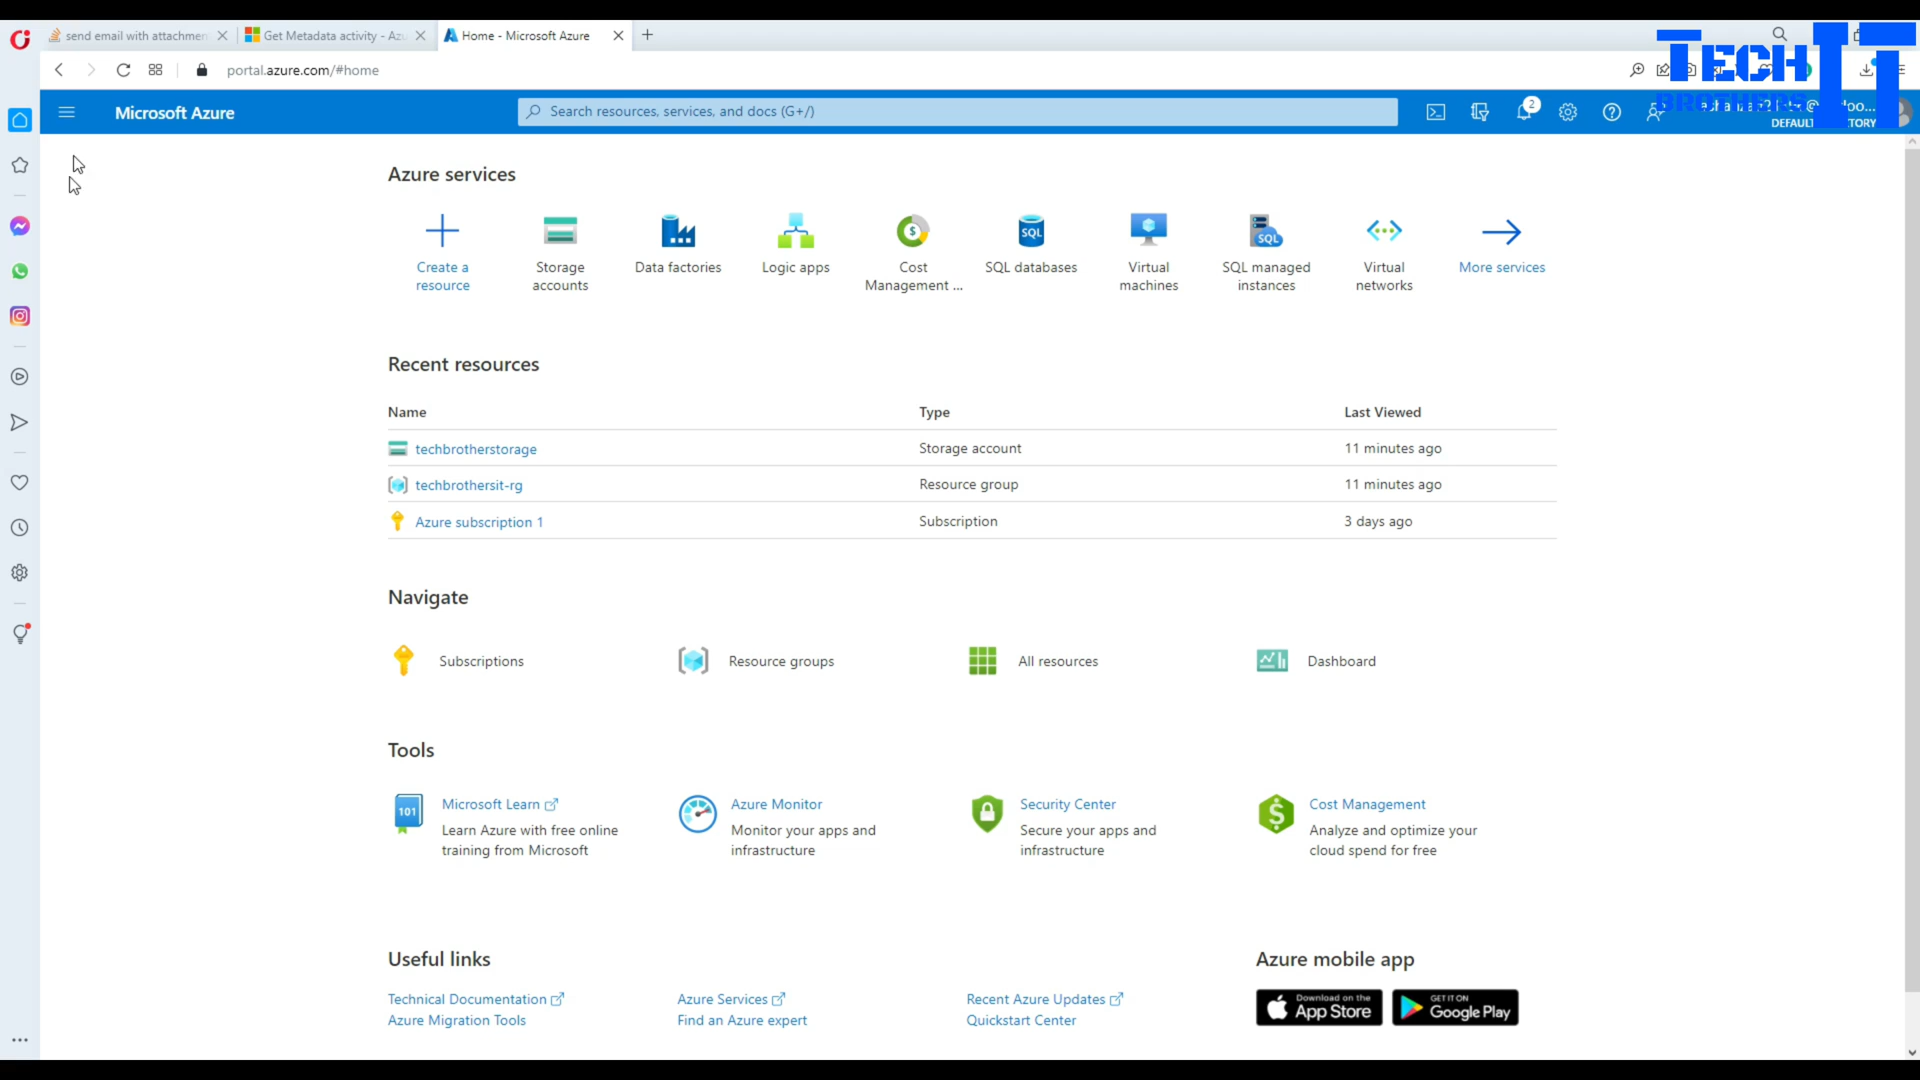 send email with attachmen
Get Metadata activity - Azu
Home - Microsoft Azure
portal.azure.com/#home
TECH IT
BROTHERS
Microsoft Azure
Search resources, services, and docs (G+/)
2
DEFAULT
TORY
Azure services
Create a resource
Storage accounts
Data factories
Logic apps
Cost Management ...
SQL
SQL databases
Virtual machines
SQL
SQL managed instances
Virtual networks
More services
Recent resources
Name Type Last Viewed
techbrotherstorage Storage account 11 minutes ago
techbrothersit-rg Resource group 11 minutes ago
Azure subscription 1 Subscription 3 days ago
Navigate
Subscriptions Resource groups All resources Dashboard
Tools
101
Microsoft Learn
Learn Azure with free online
training from Microsoft
Azure Monitor
Monitor your apps and
infrastructure
Security Center
Secure your apps and
infrastructure
Cost Management
Analyze and optimize your
cloud spend for free
Useful links
Technical Documentation Azure Services Recent Azure Updates
Azure Migration Tools Find an Azure expert Quickstart Center
Azure mobile app
Download on the
App Store
GET IT ON
Google Play